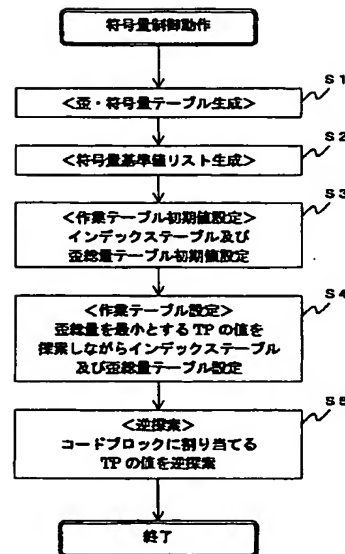 符号量制御動作
S1
<歪・符号量テーブル生成>
S2
<符号量基準値リスト生成>
S3
<作業テーブル初期値設定>
インデックステーブル及び
歪総量テーブル初期値設定
S4
<作業テーブル設定>
歪総量を最小とする TP の値を
探索しながらインデックステーブル
及び歪総量テーブル設定
S5
<逆探索>
コードブロックに割り当てる
TP の値を逆探索
終了